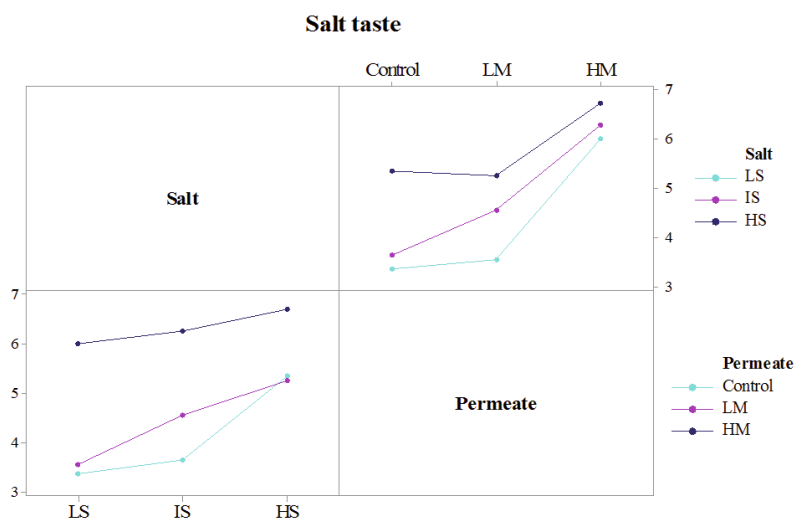 Salt taste
Control LM HM
7
6
5
4
3
Salt
Salt
LS
IS
HS
7
6
5
4
3
Permeate
Permeate
Control
LM
HM
LS IS HS